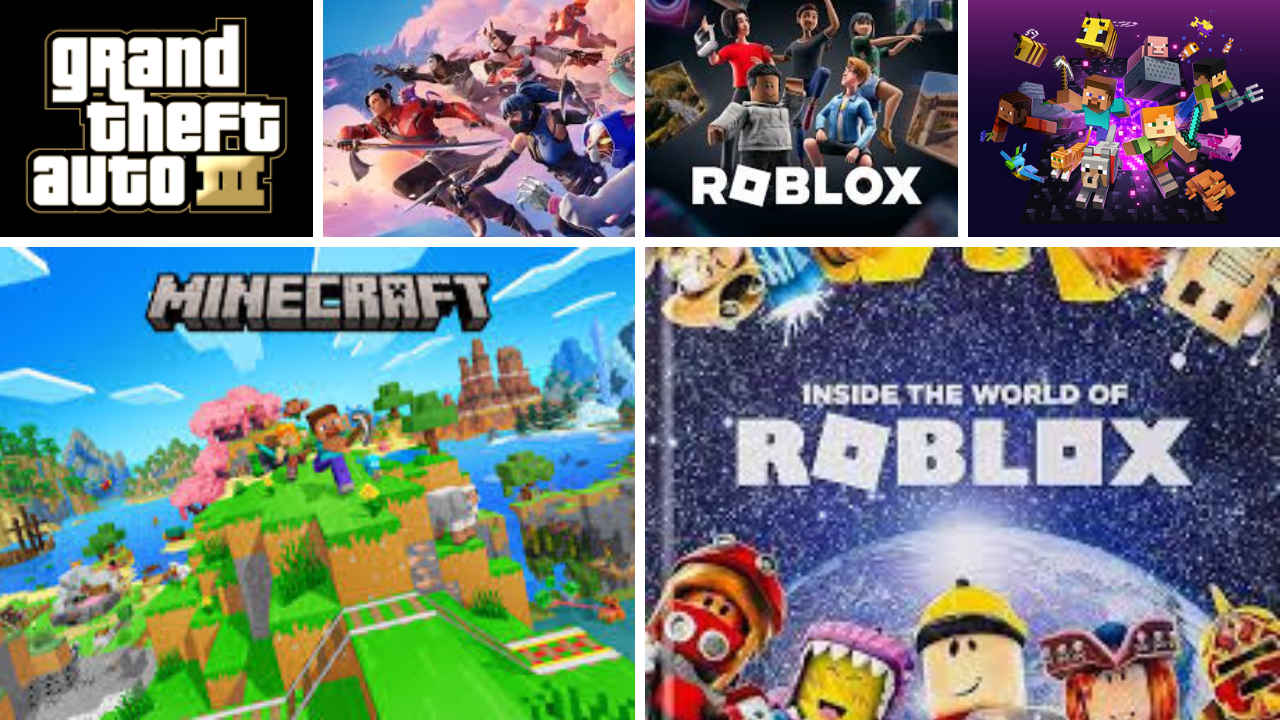 grand
theft
auto III
ROBLOX
MINECRAFT
INSIDE THE WORLD OF
ROBLOX